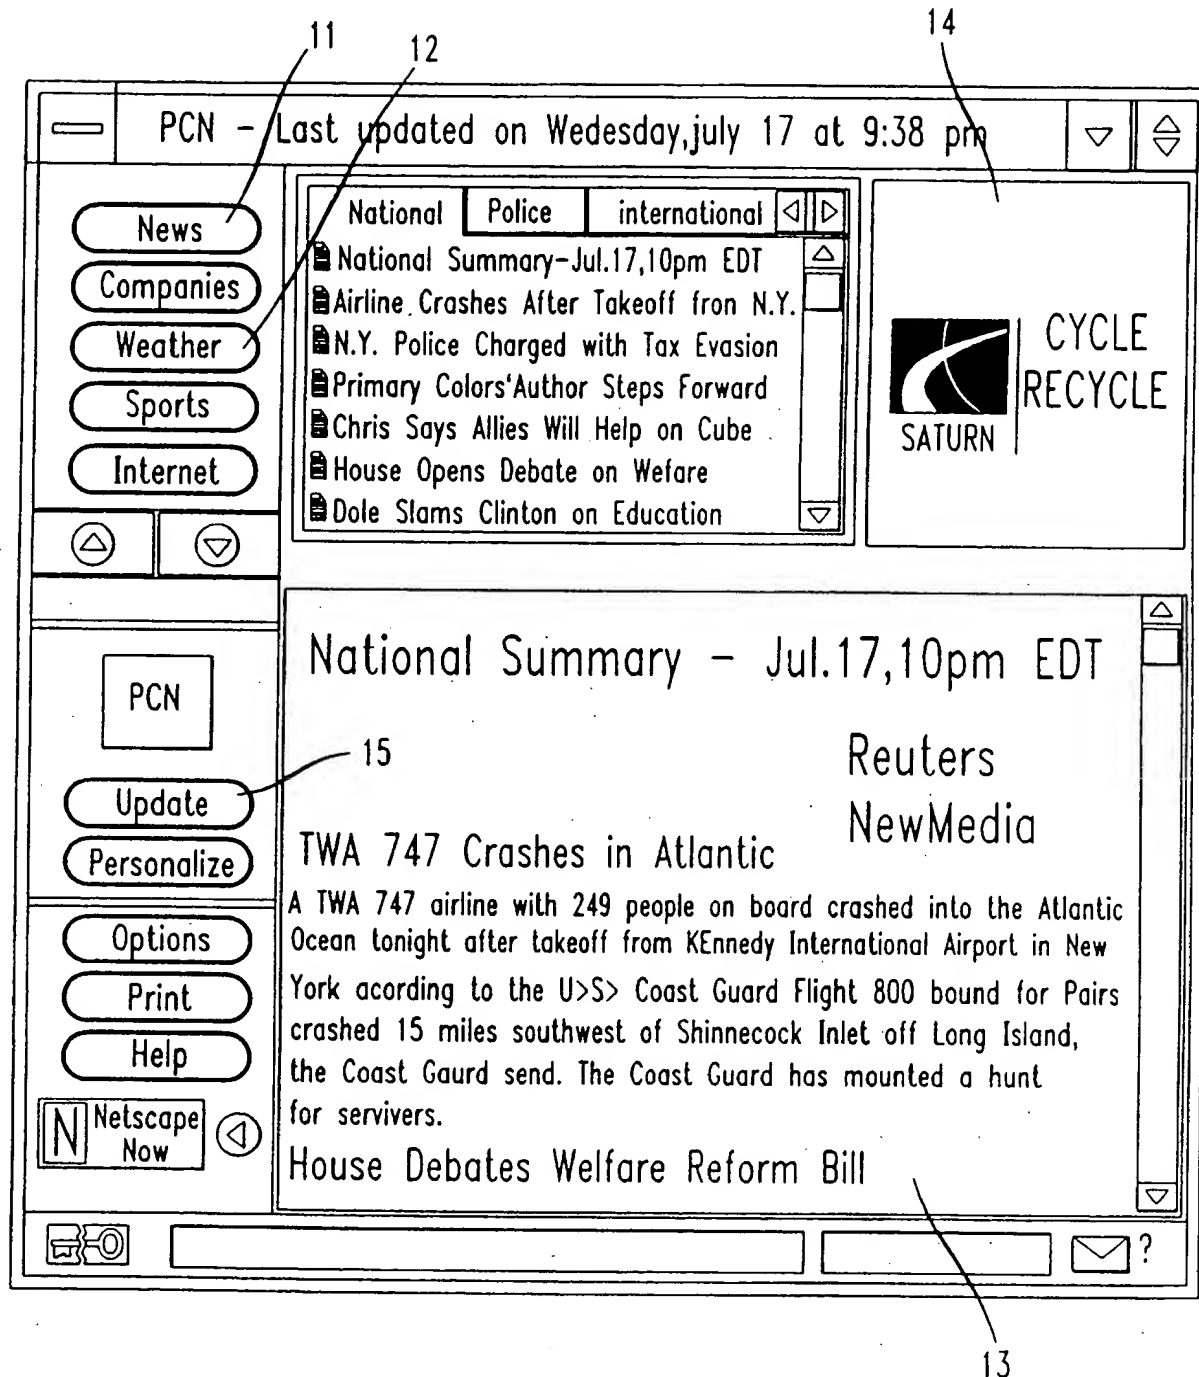 11
12
14
PCN - Last updated on Wedesday,july 17 at 9:38 pm
News
Companies
Weather
Sports
Internet
National Police international
National Summary-Jul.17,10pm EDT
Airline Crashes After Takeoff fron N.Y.
N.Y. Police Charged with Tax Evasion
Primary Colors'Author Steps Forward
Chris Says Allies Will Help on Cube
House Opens Debate on Wefare
Dole Slams Clinton on Education
SATURN
CYCLE
RECYCLE
PCN
15
Update
Personalize
Options
Print
Help
N Netscape
Now
National Summary - Jul.17,10pm EDT
Reuters
NewMedia
TWA 747 Crashes in Atlantic
A TWA 747 airline with 249 people on board crashed into the Atlantic
Ocean tonight after takeoff from KEnnedy International Airport in New
York acording to the U>S> Coast Guard Flight 800 bound for Pairs
crashed 15 miles southwest of Shinnecock Inlet off Long Island,
the Coast Gaurd send. The Coast Guard has mounted a hunt
for servivers.
House Debates Welfare Reform Bill
?
13